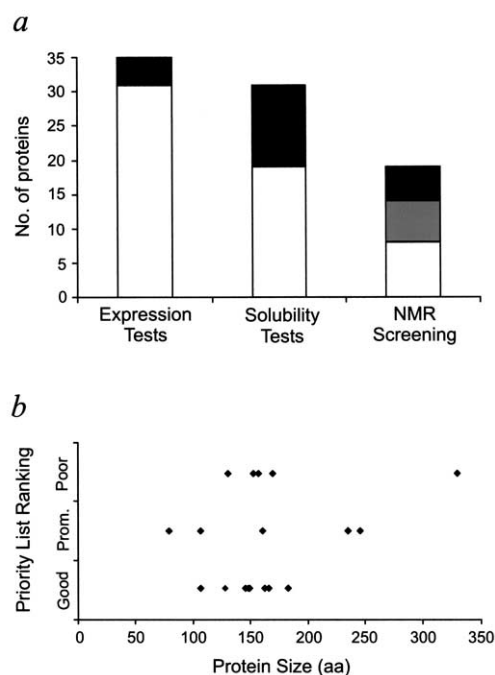 a
No. of proteins
35
30
25
20
15
10
5
0
Expression
Tests
Solubility
Tests
NMR
Screening
b
Priority List Ranking
Poor
Prom.
Good
0
50
100
150
200
250
300
350
Protein Size (aa)